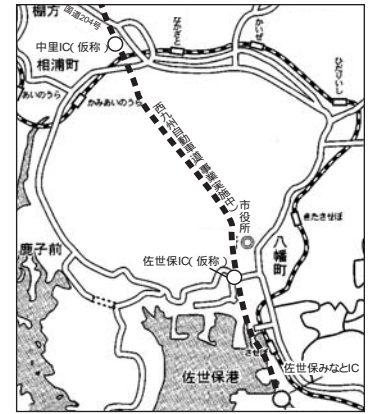 棚方
国道204号
中里IC(仮称)
相浦町
なかざと
かいぜ
ひだりいし
あいのうら
かみあいのうら
西九州自動車道(事業実施中)
市役所
きたさせぼ
八幡町
鹿子前
佐世保IC(仮称)
させぼ
佐世保みなとIC
佐世保港